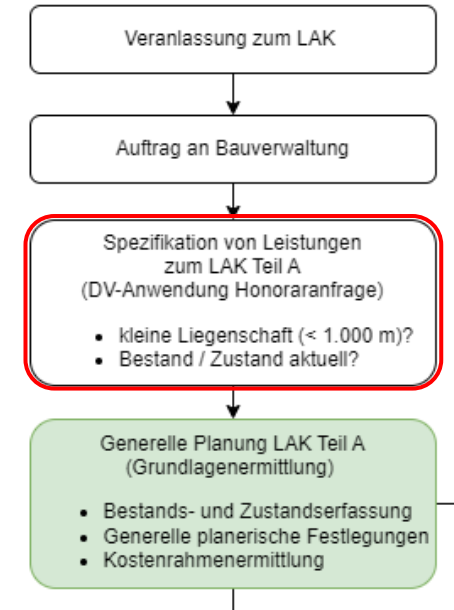 Veranlassung zum LAK
Auftrag an Bauverwaltung
Spezifikation von Leistungen
zum LAK Teil A
(DV-Anwendung Honoraranfrage)
• kleine Liegenschaft (< 1.000 m)?
• Bestand / Zustand aktuell?
Generelle Planung LAK Teil A
(Grundlagenermittlung)
• Bestands- und Zustandserfassung
• Generelle planerische Festlegungen
• Kostenrahmenermittlung